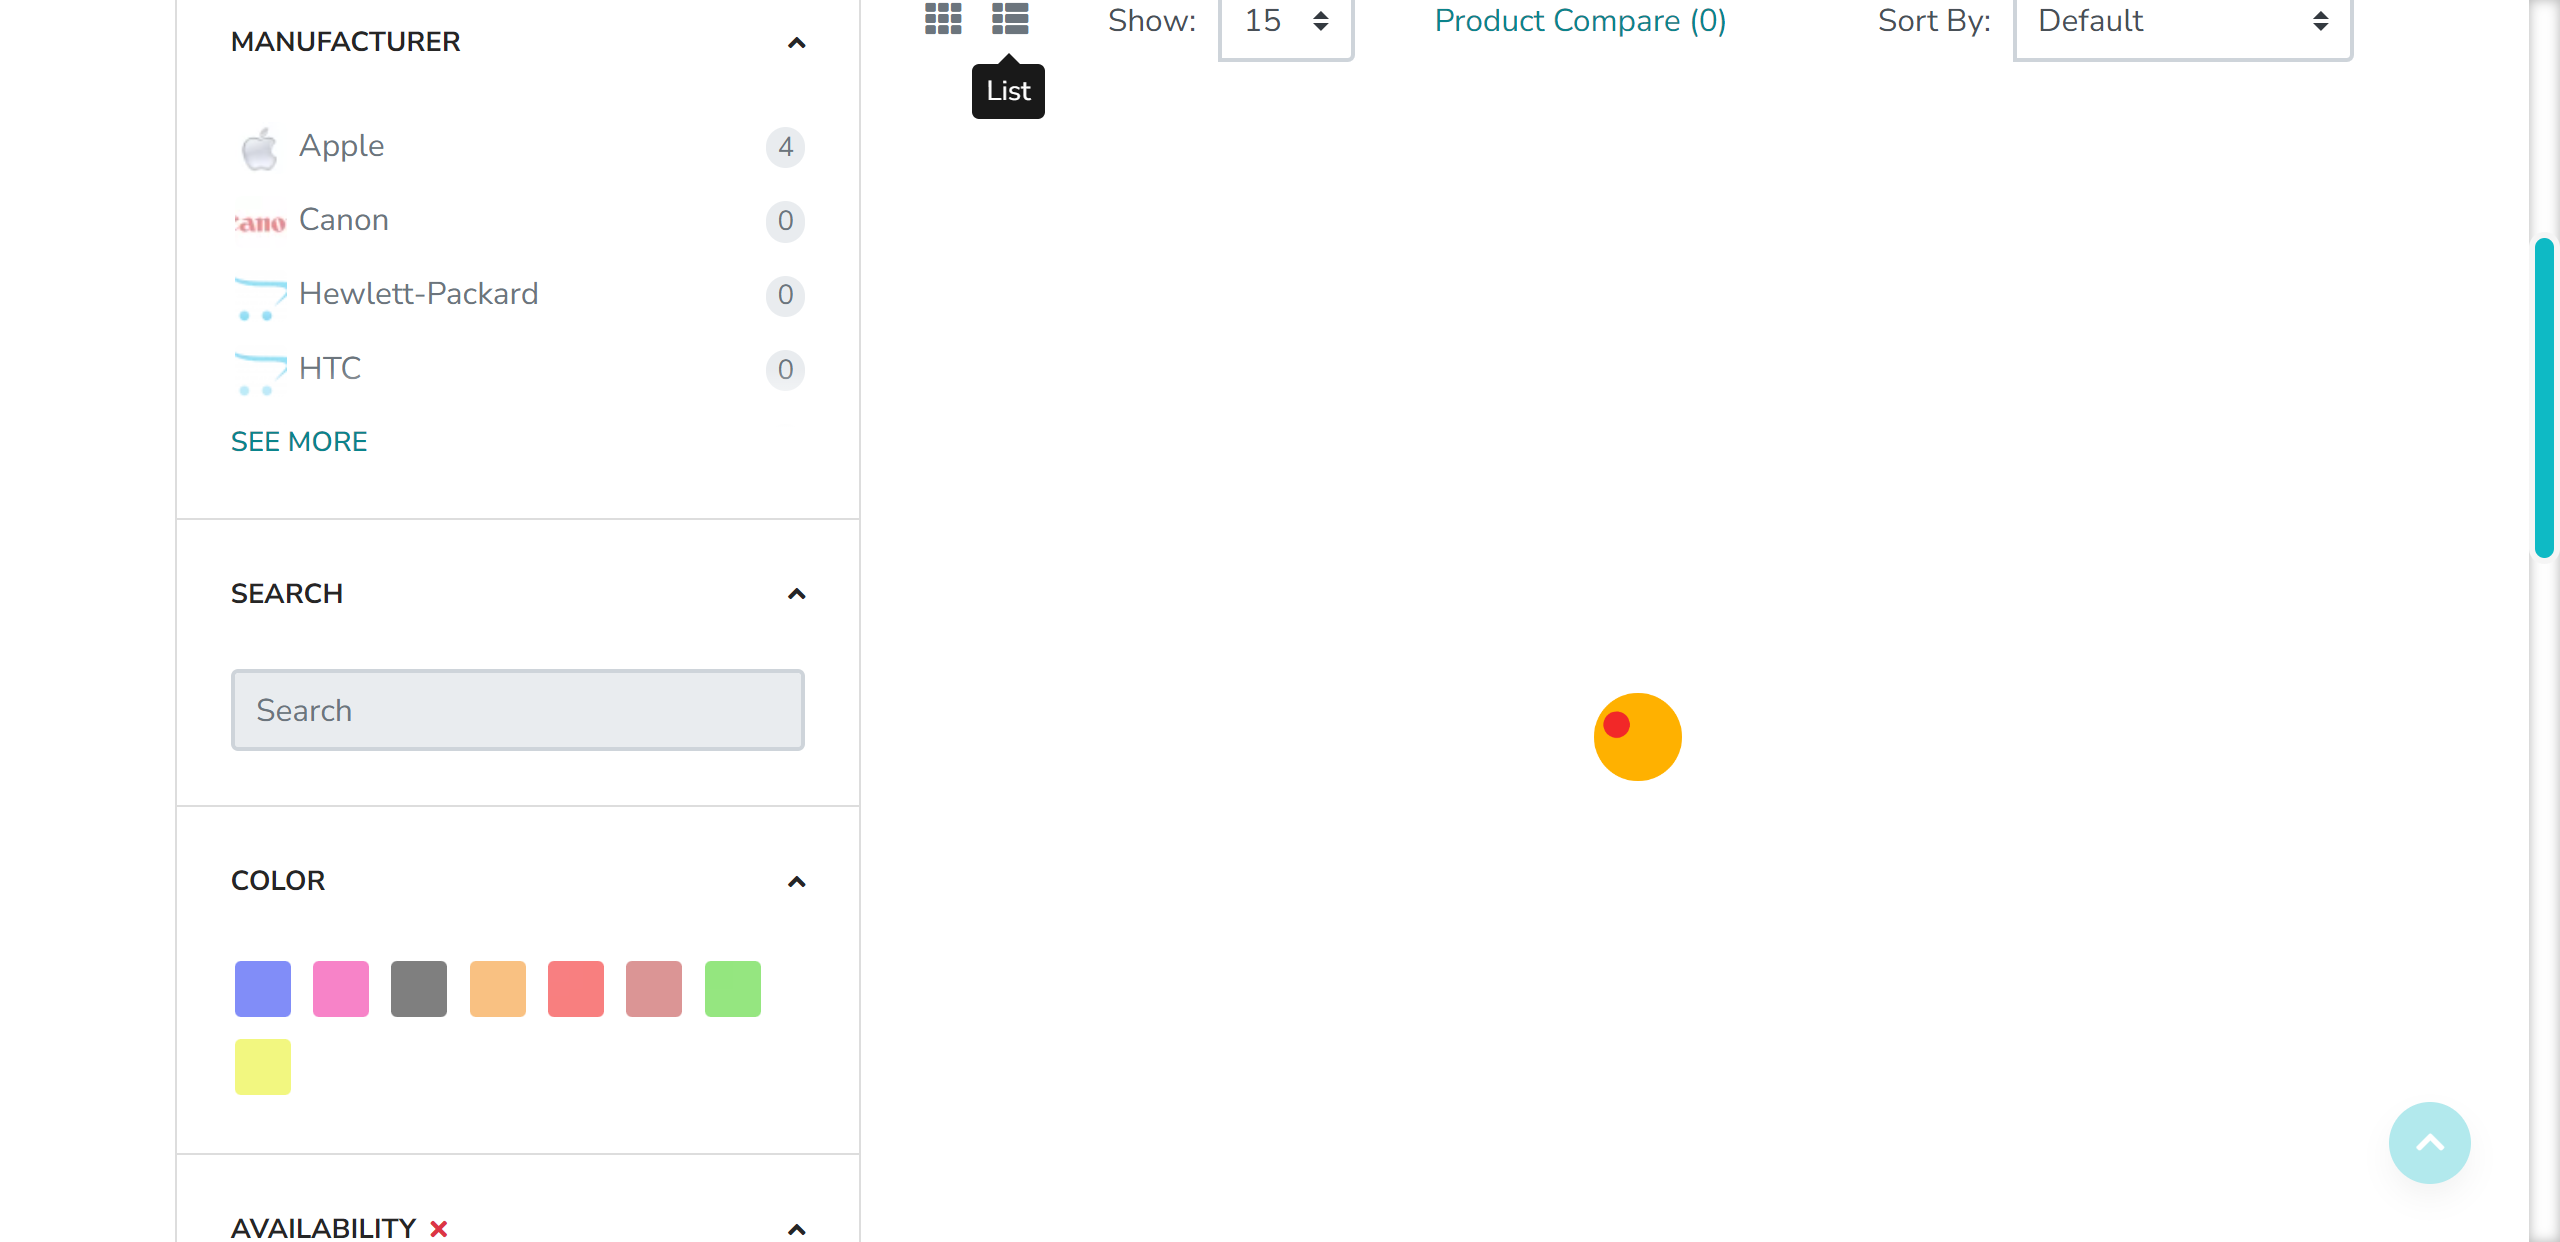 MANUFACTURER
Apple 4
Canon 0
Hewlett-Packard 0
HTC 0
SEE MORE
SEARCH
Search
COLOR
AVAILABILITY
Show: 15 Product Compare (0) Sort By: Default
List